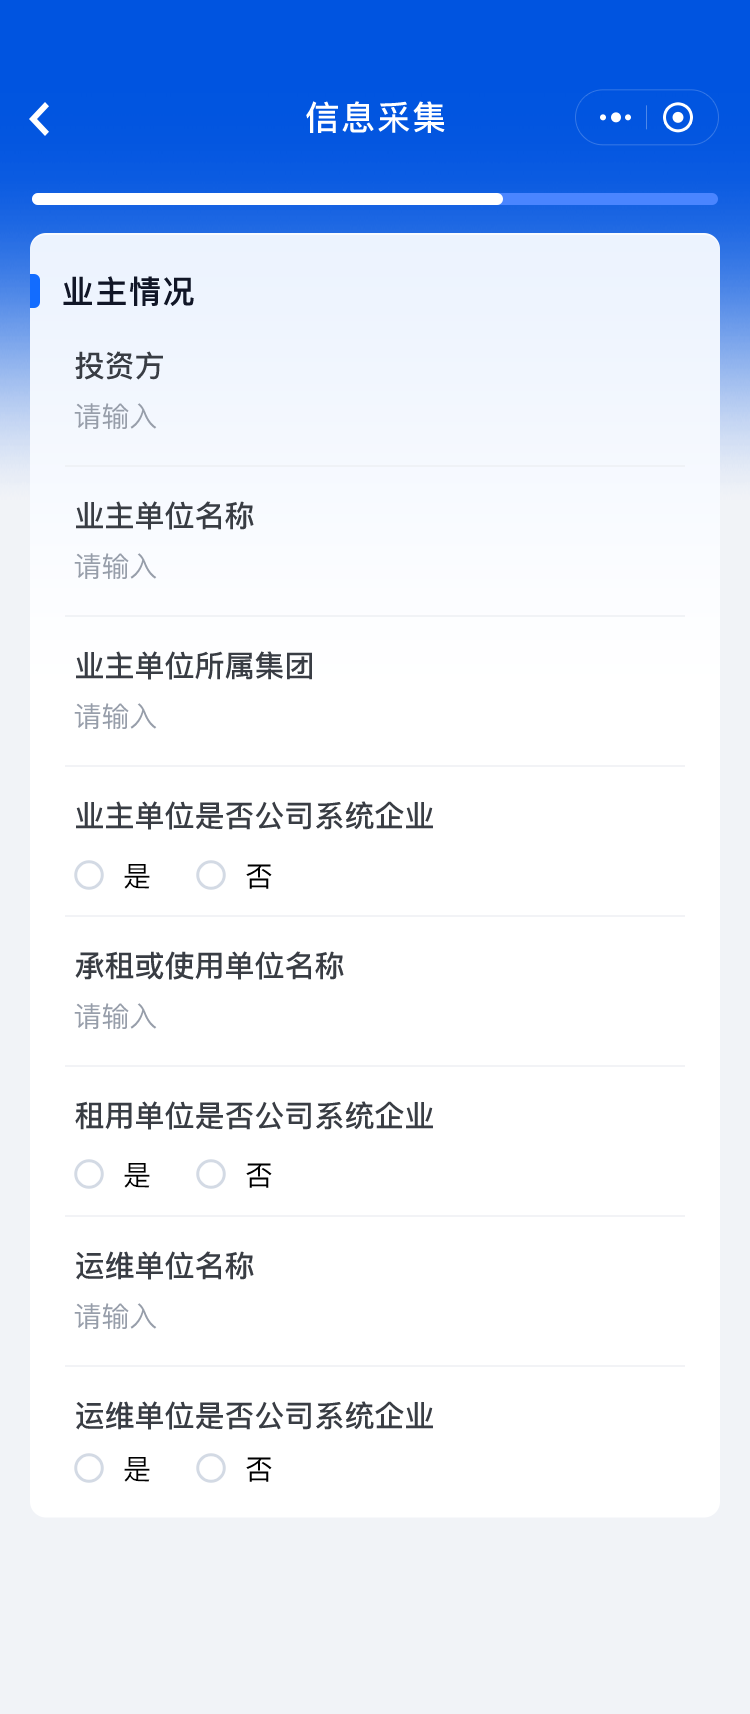 信息采集
业主情况
投资方
请输入
业主单位名称
请输入
业主单位所属集团
请输入
业主单位是否公司系统企业
是 否
承租或使用单位名称
请输入
租用单位是否公司系统企业
是 否
运维单位名称
请输入
运维单位是否公司系统企业
是 否